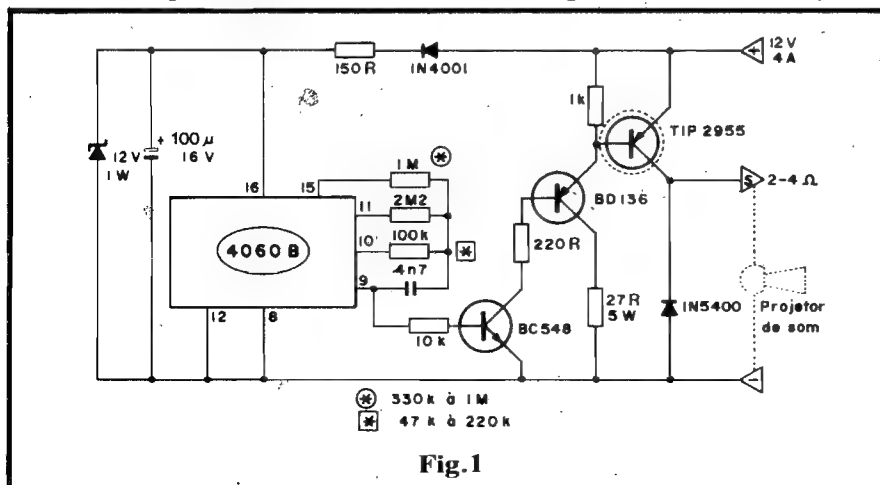 12V
4A
150R
1N4001
1k
TIP 2955
+ 100µ
16 V
12V
1W
16
15
1M
11
2M2
10
100k
9
4n7
4060 B
12
8
10k
BC548
220R
BD136
27R
5W
1N5400
S
2-4 Ω
Projetor
de som
+
-
* 330k à 1M
* 47k à 220k
Fig.1